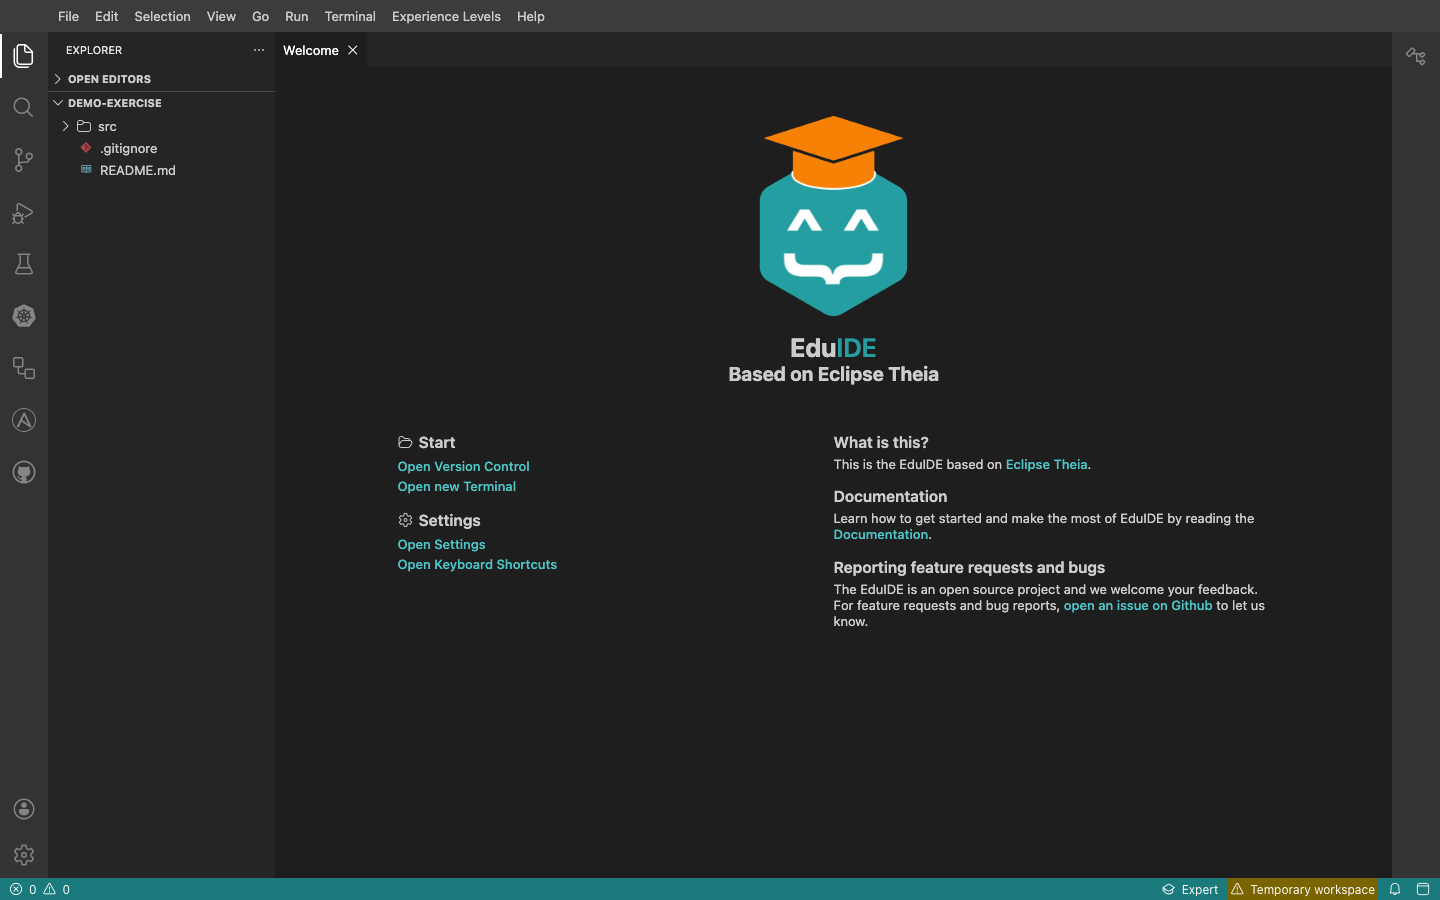 File Edit Selection View Go Run Terminal Experience Levels Help
EXPLORER
OPEN EDITORS
DEMO-EXERCISE
src
.gitignore
README.md
Welcome
EduIDE
Based on Eclipse Theia
Start
Open Version Control
Open new Terminal
Settings
Open Settings
Open Keyboard Shortcuts
What is this?
This is the EduIDE based on Eclipse Theia.
Documentation
Learn how to get started and make the most of EduIDE by reading the
Documentation.
Reporting feature requests and bugs
The EduIDE is an open source project and we welcome your feedback.
For feature requests and bug reports, open an issue on Github to let us
know.
0 0 Expert Temporary workspace